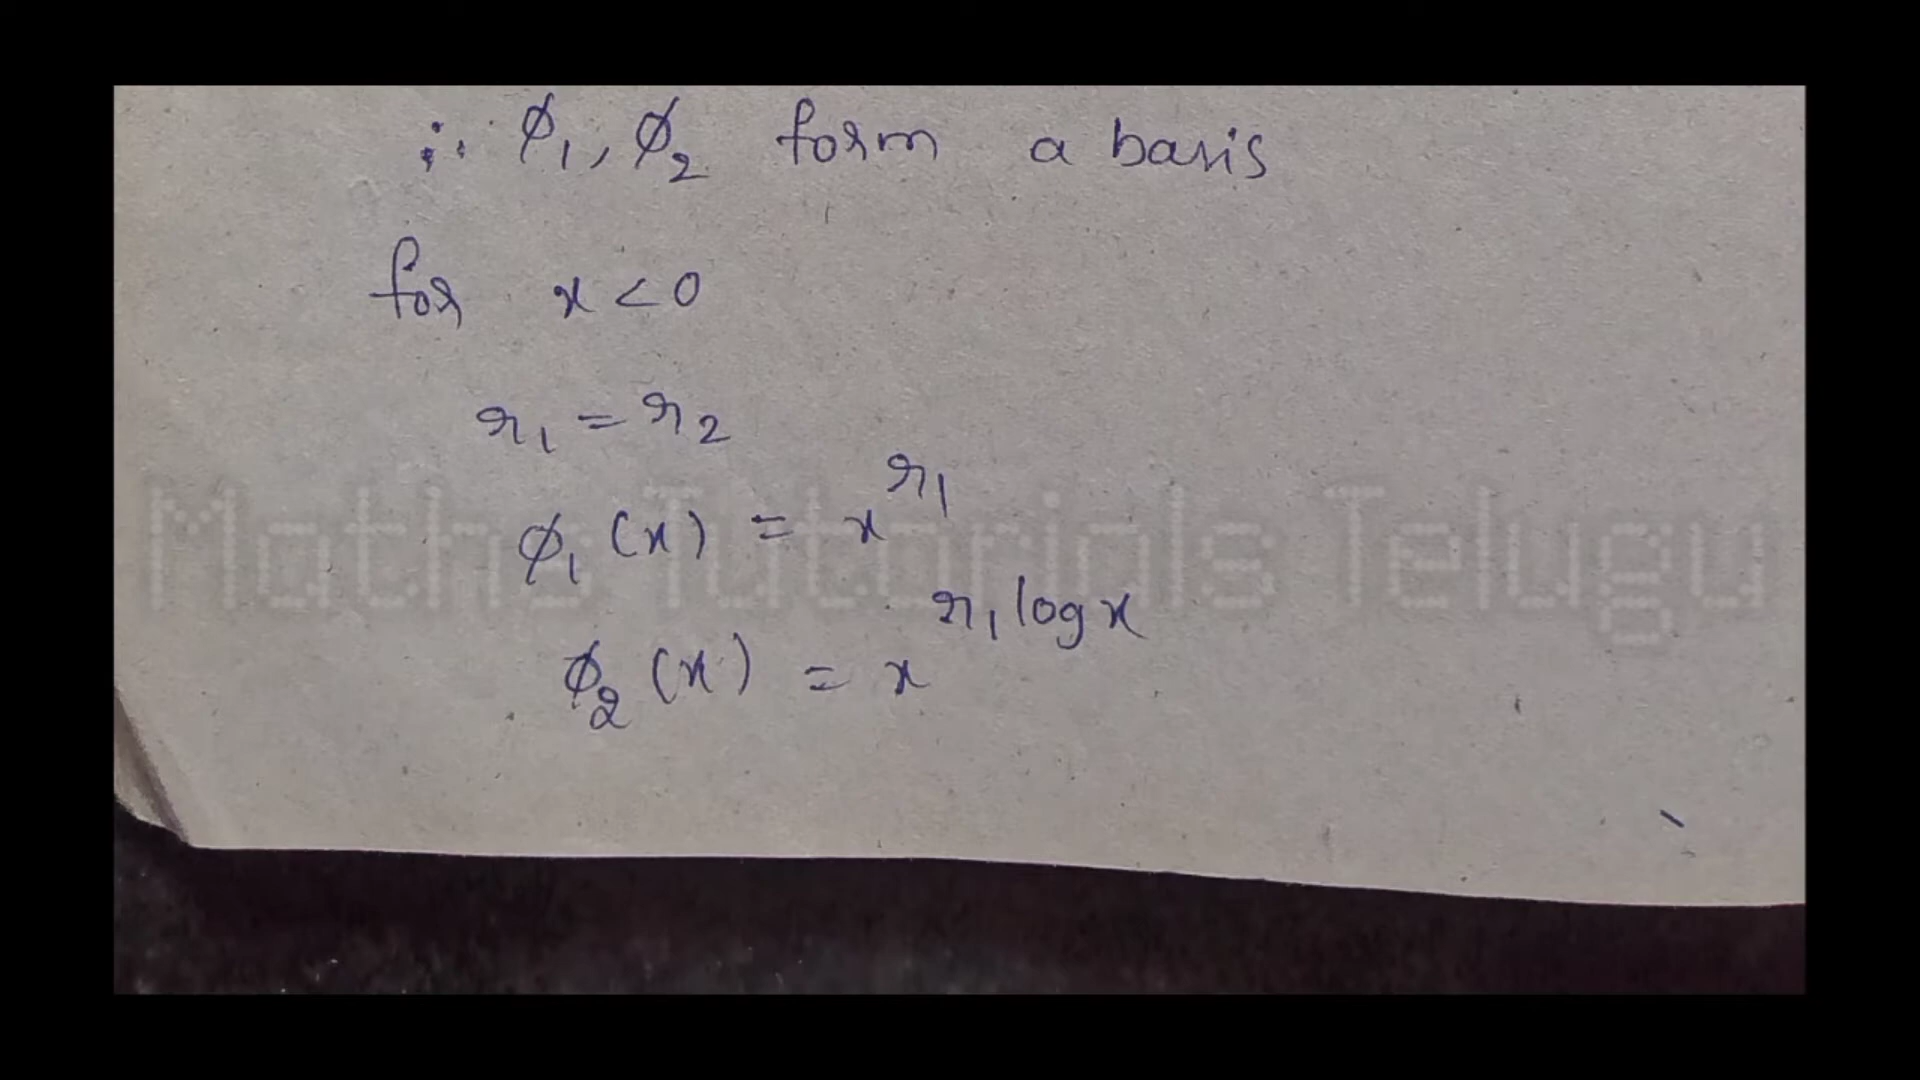 ∴ ϕ₁, ϕ₂ form a basis
for x < 0
r₁ = r₂
ϕ₁ (x) = x^r₁
ϕ₂ (x) = x^r₁ log x
Maths Tutorials Telugu